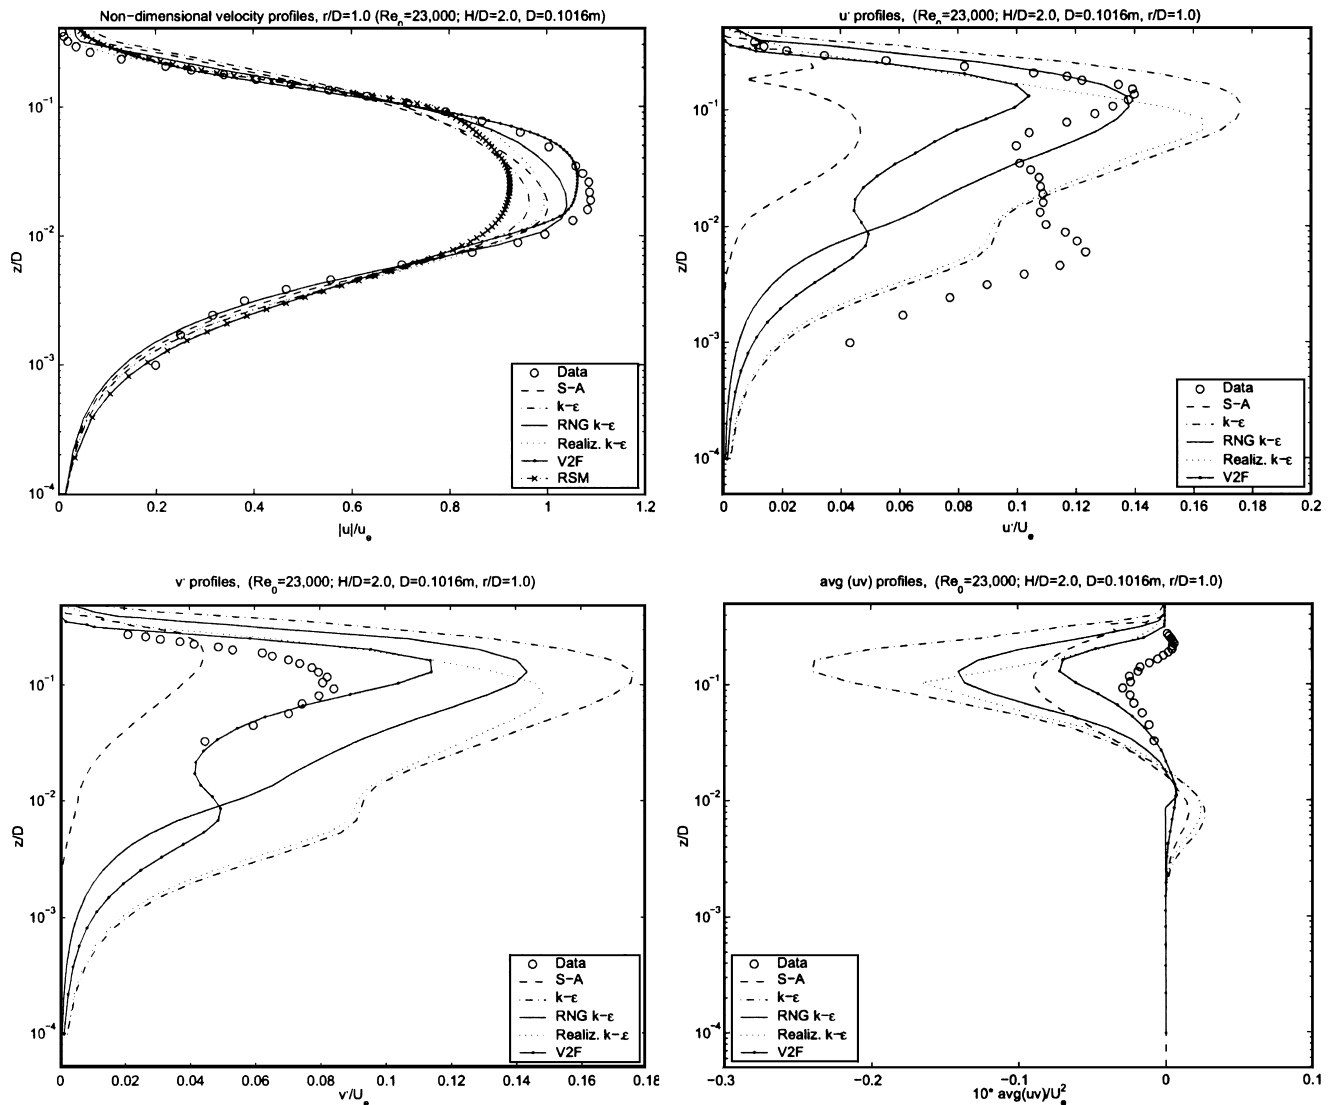 Non-dimensional velocity profiles, r/D=1.0 (Re₀=23,000; H/D=2.0, D=0.1016m)
10⁻¹
10⁻²
10⁻³
10⁻⁴
z/D
0 0.2 0.4 0.6 0.8 1 1.2
|u|/uₑ
Data
S-A
k-ε
RNG k-ε
Realiz. k-ε
V2F
RSM
u' profiles, (Re₀=23,000; H/D=2.0, D=0.1016m, r/D=1.0)
10⁻¹
10⁻²
10⁻³
10⁻⁴
z/D
0 0.02 0.04 0.06 0.08 0.1 0.12 0.14 0.16 0.18 0.2
u'/Uₑ
Data
S-A
k-ε
RNG k-ε
Realiz. k-ε
V2F
v' profiles, (Re₀=23,000; H/D=2.0, D=0.1016m, r/D=1.0)
10⁻¹
10⁻²
10⁻³
10⁻⁴
z/D
0 0.02 0.04 0.06 0.08 0.1 0.12 0.14 0.16 0.18
v'/Uₑ
Data
S-A
k-ε
RNG k-ε
Realiz. k-ε
V2F
avg (uv) profiles, (Re₀=23,000; H/D=2.0, D=0.1016m, r/D=1.0)
10⁻¹
10⁻²
10⁻³
10⁻⁴
z/D
-0.3 -0.2 -0.1 0 0.1
10* avg(uv)/Uₑ²
Data
S-A
k-ε
RNG k-ε
Realiz. k-ε
V2F